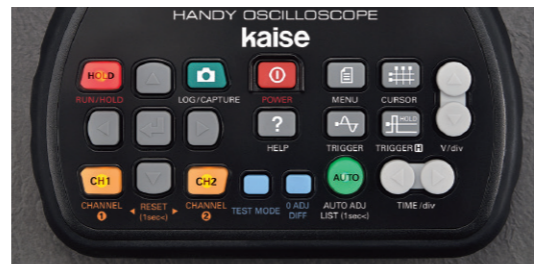 HANDY OSCILLOSCOPE
kaise
HOLD
RUN/HOLD
LOG/CAPTURE
POWER
MENU
CURSOR
?
HELP
TRIGGER
HOLD
TRIGGER H
V/div
CH1
CH2
AUTO
CHANNEL
1
RESET
(1sec<)
CHANNEL
2
TEST MODE
0 ADJ
DIFF
AUTO ADJ
LIST (1sec<)
TIME/div